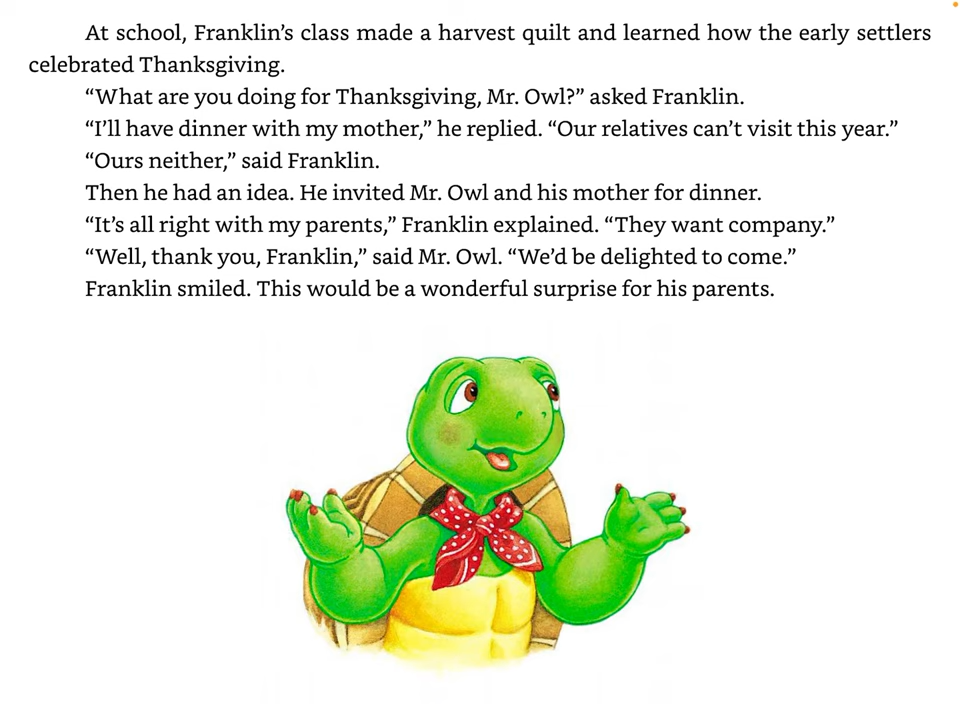 At school, Franklin’s class made a harvest quilt and learned how the early settlers
celebrated Thanksgiving.
“What are you doing for Thanksgiving, Mr. Owl?” asked Franklin.
“I’ll have dinner with my mother,” he replied. “Our relatives can’t visit this year.”
“Ours neither,” said Franklin.
Then he had an idea. He invited Mr. Owl and his mother for dinner.
“It’s all right with my parents,” Franklin explained. “They want company.”
“Well, thank you, Franklin,” said Mr. Owl. “We’d be delighted to come.”
Franklin smiled. This would be a wonderful surprise for his parents.